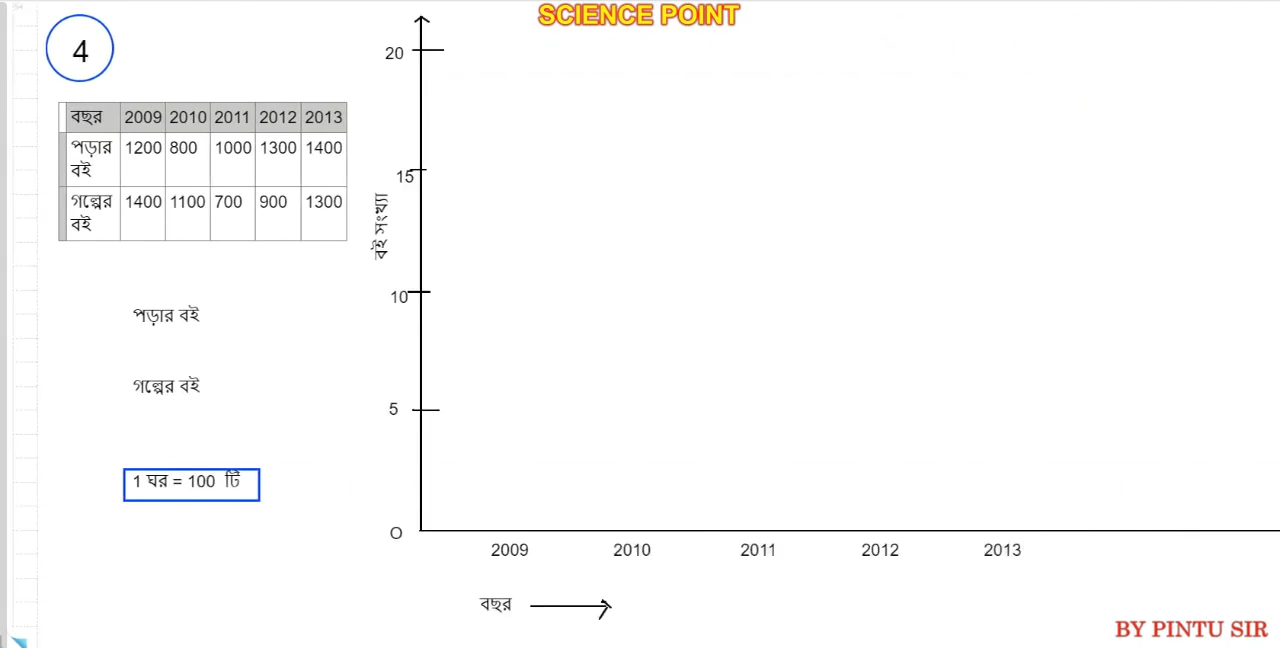 SCIENCE POINT
4
বছর 2009 2010 2011 2012 2013
পড়ার বই 1200 800 1000 1300 1400
গল্পের বই 1400 1100 700 900 1300
পড়ার বই
গল্পের বই
1 ঘর = 100 টি
20
15
বই সংখ্যা
10
5
O
2009 2010 2011 2012 2013
বছর
BY PINTU SIR